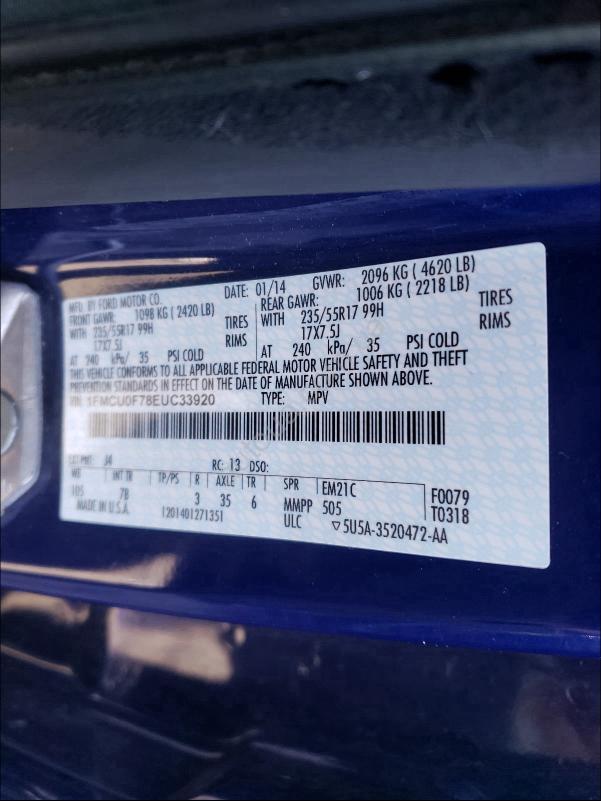 MFD. BY FORD MOTOR CO.
DATE: 01/14 GVWR: 2096 KG ( 4620 LB)
FRONT GAWR: 1098 KG ( 2420 LB) REAR GAWR: 1006 KG ( 2218 LB)
WITH 235/55R17 99H TIRES WITH 235/55R17 99H TIRES
17X7.5J RIMS 17X7.5J RIMS
AT 240 kPa/ 35 PSI COLD AT 240 kPa/ 35 PSI COLD
THIS VEHICLE CONFORMS TO ALL APPLICABLE FEDERAL MOTOR VEHICLE SAFETY AND THEFT
PREVENTION STANDARDS IN EFFECT ON THE DATE OF MANUFACTURE SHOWN ABOVE.
VIN: 1FMCU0F78EUC33920 TYPE: MPV
EXT PNT: J4 RC: 13 DSO:
WB INT TR TP/PS R AXLE TR SPR EM21C
105 7B 3 35 6 MMPP 505 F0079
MADE IN U.S.A. 1201401271351 ULC ▽5U5A-3520472-AA T0318